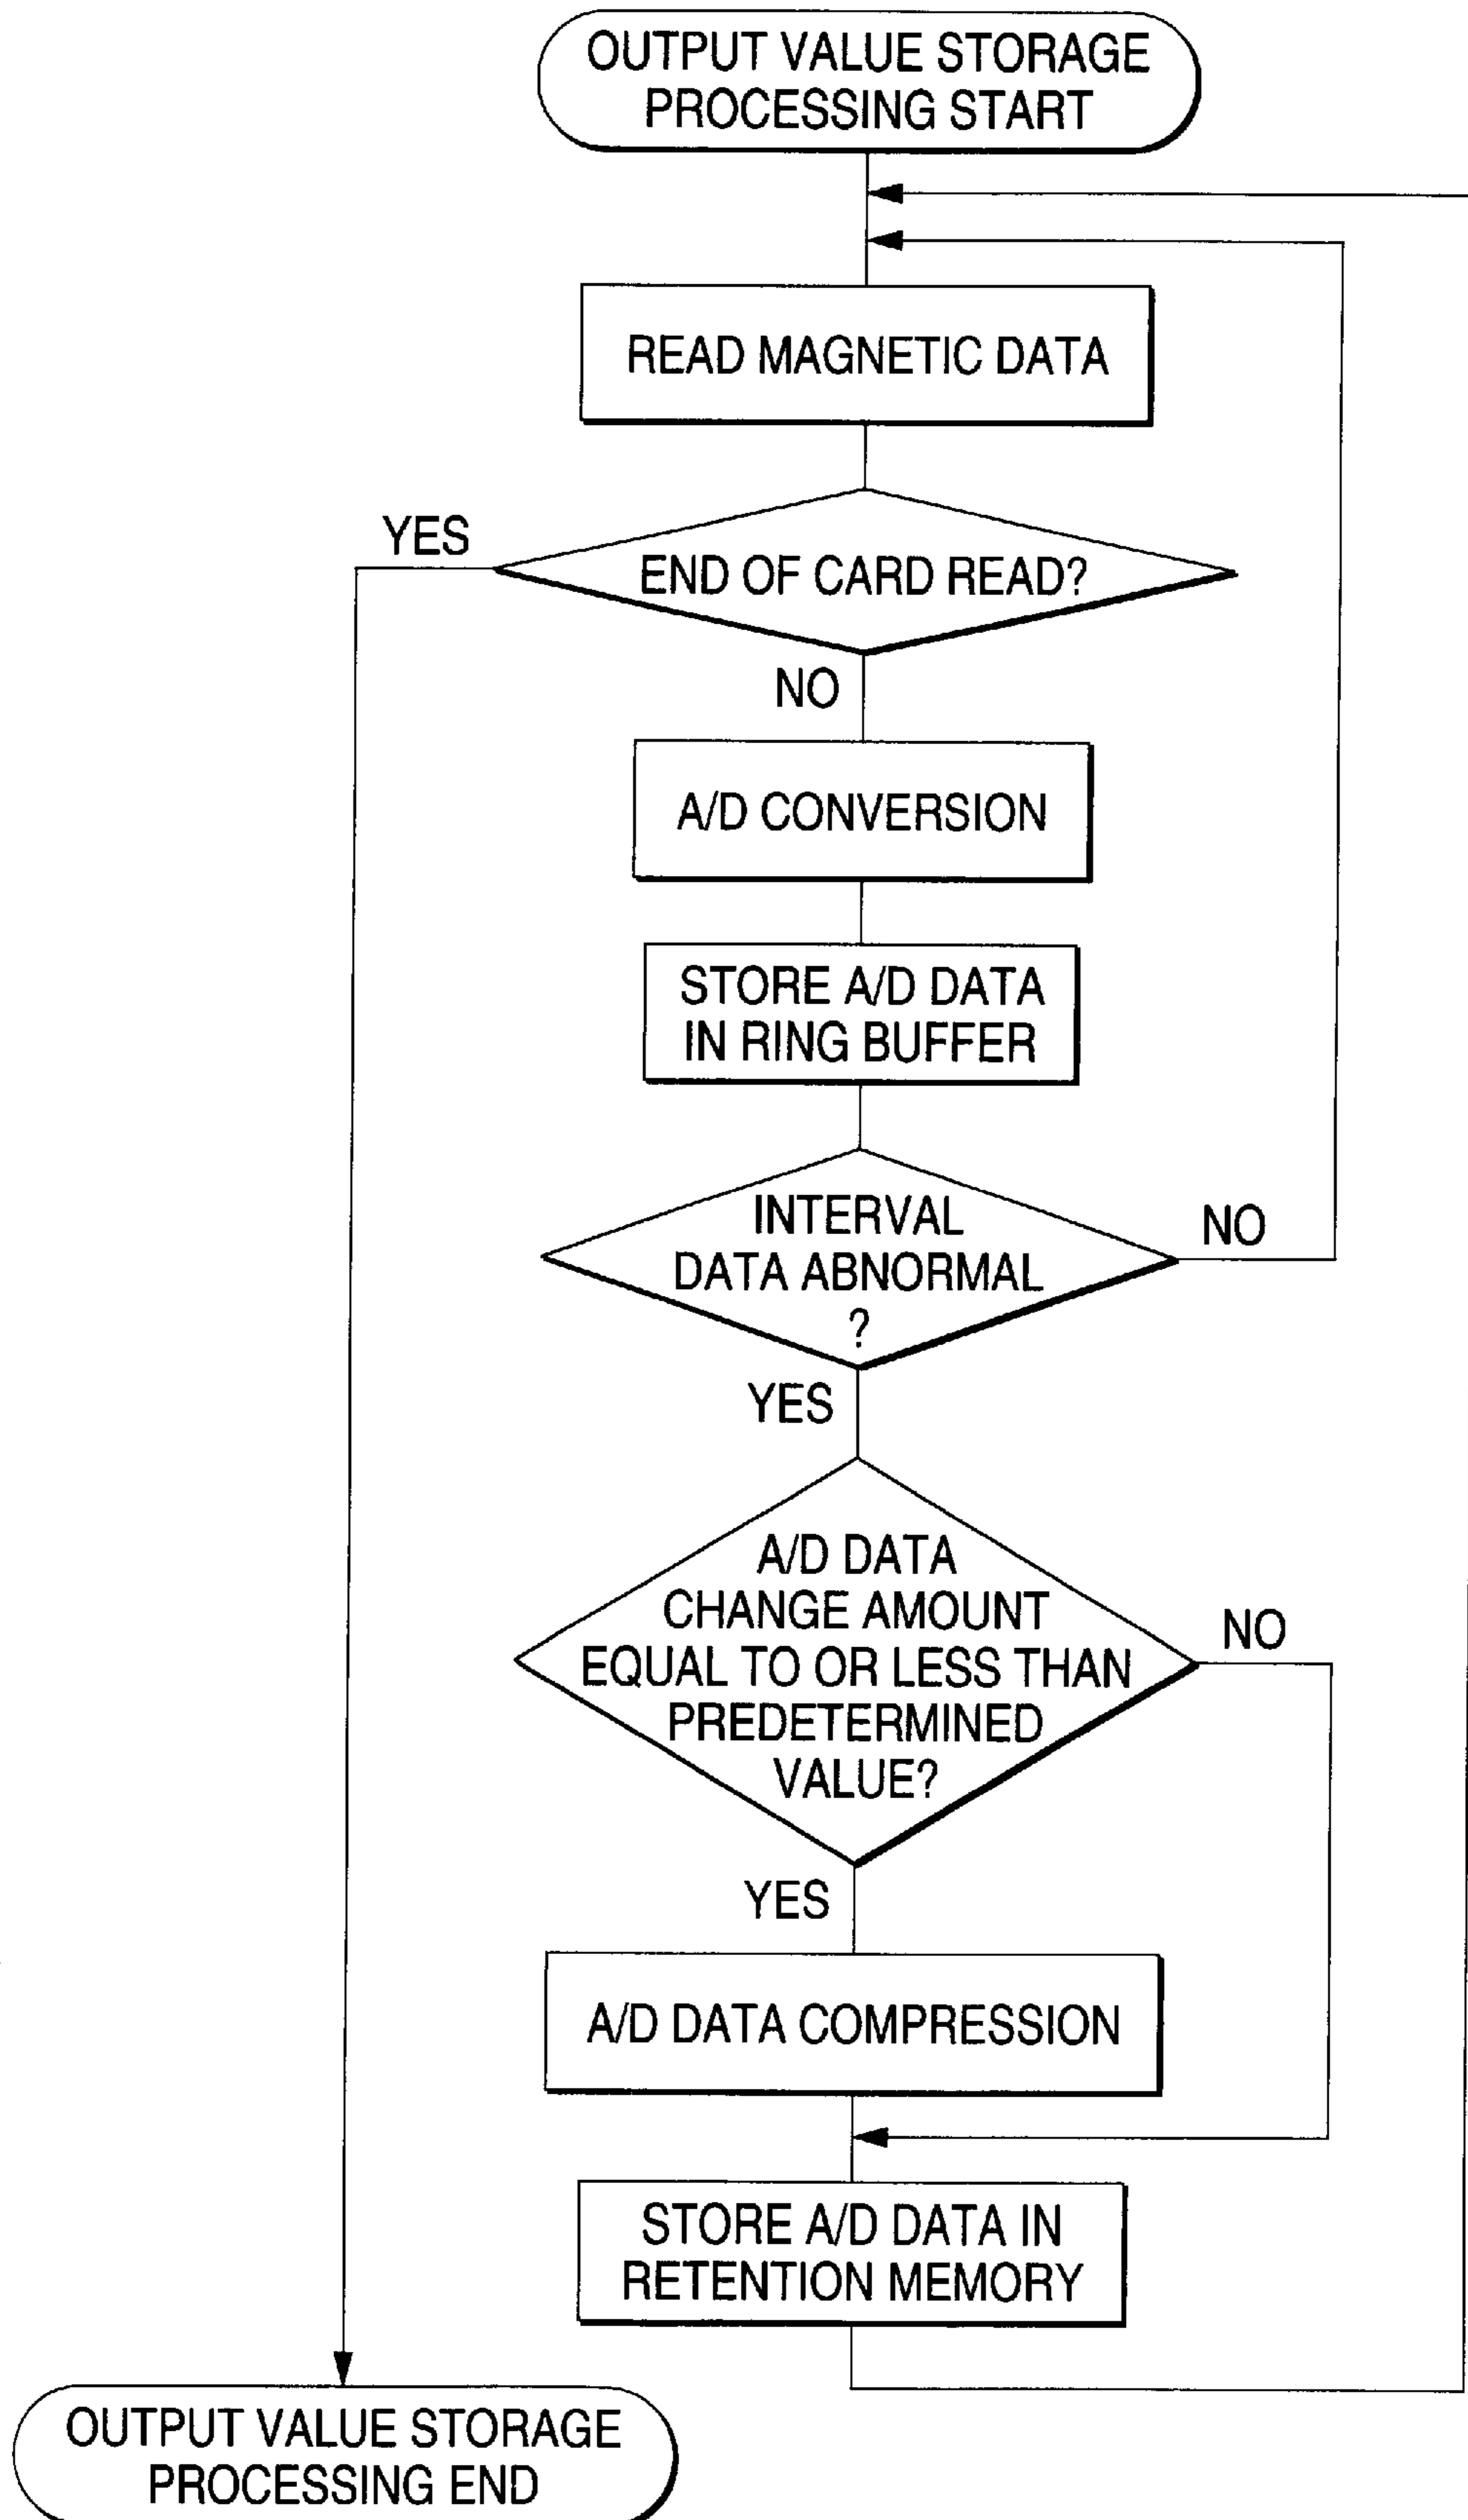 OUTPUT VALUE STORAGE
PROCESSING START
READ MAGNETIC DATA
YES
END OF CARD READ?
NO
A/D CONVERSION
STORE A/D DATA
IN RING BUFFER
INTERVAL
DATA ABNORMAL
?
NO
YES
A/D DATA
CHANGE AMOUNT
EQUAL TO OR LESS THAN
PREDETERMINED
VALUE?
NO
YES
A/D DATA COMPRESSION
STORE A/D DATA IN
RETENTION MEMORY
OUTPUT VALUE STORAGE
PROCESSING END